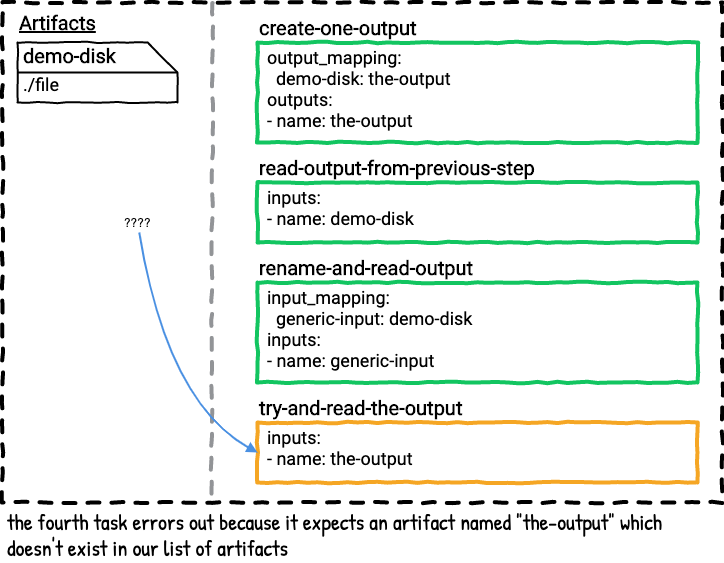 Artifacts
demo-disk
./file
????
create-one-output
output_mapping:
demo-disk: the-output
outputs:
- name: the-output
read-output-from-previous-step
inputs:
- name: demo-disk
rename-and-read-output
input_mapping:
generic-input: demo-disk
inputs:
- name: generic-input
try-and-read-the-output
inputs:
- name: the-output
the fourth task errors out because it expects an artifact named "the-output" which
doesn't exist in our list of artifacts